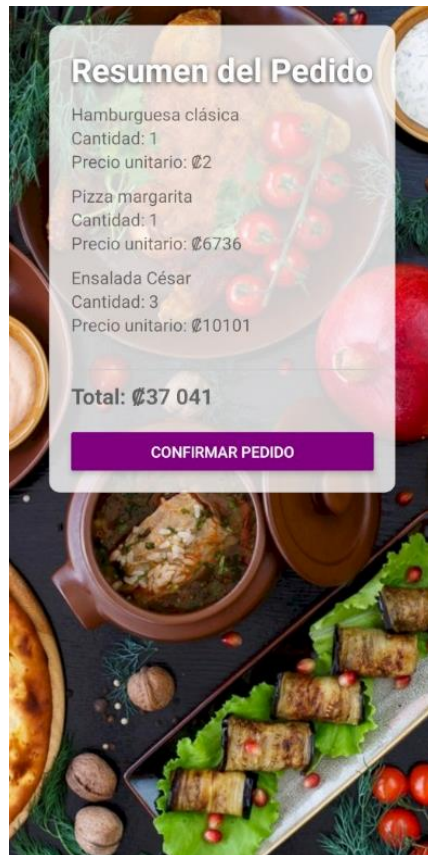 Resumen del Pedido
Hamburguesa clásica
Cantidad: 1
Precio unitario: ₡2
Pizza margarita
Cantidad: 1
Precio unitario: ₡6736
Ensalada César
Cantidad: 3
Precio unitario: ₡10101
Total: ₡37 041
CONFIRMAR PEDIDO